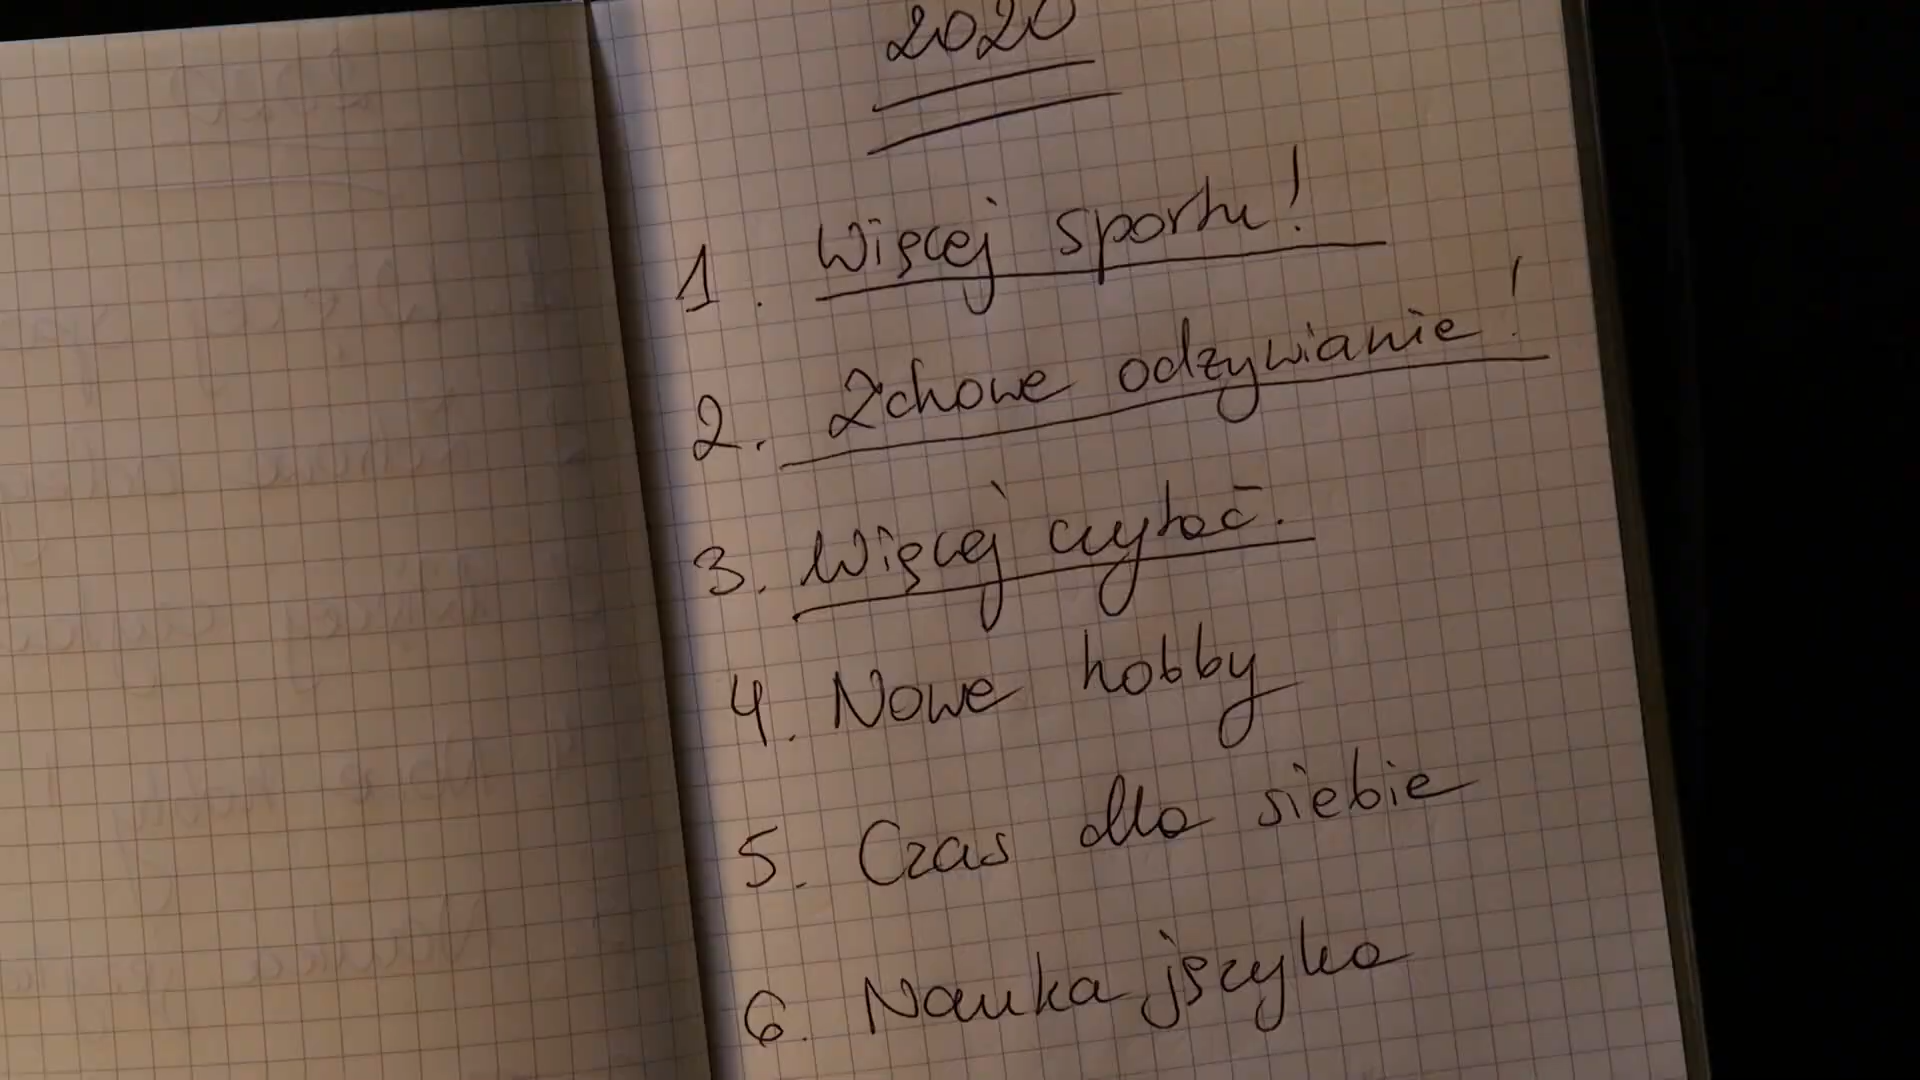 2020
1. Więcej sportu!
2. Zdrowe odżywianie!
3. Więcej czytać.
4. Nowe hobby
5. Czas dla siebie
6. Nauka języka